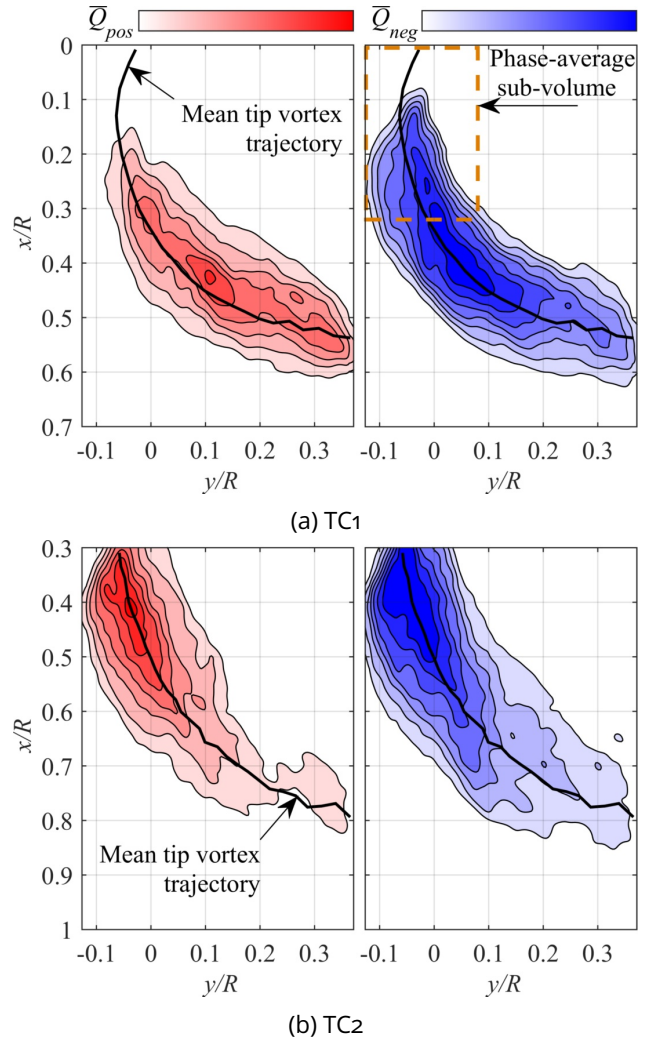 Q̅pos
Q̅neg
0
0.1
0.2
0.3
0.4
0.5
0.6
0.7
x/R
Mean tip vortex
trajectory
Phase-average
sub-volume
-0.1 0 0.1 0.2 0.3
-0.1 0 0.1 0.2 0.3
y/R
y/R
(a) TC1
0.3
0.4
0.5
0.6
0.7
0.8
0.9
1
x/R
Mean tip vortex
trajectory
-0.1 0 0.1 0.2 0.3
-0.1 0 0.1 0.2 0.3
y/R
y/R
(b) TC2